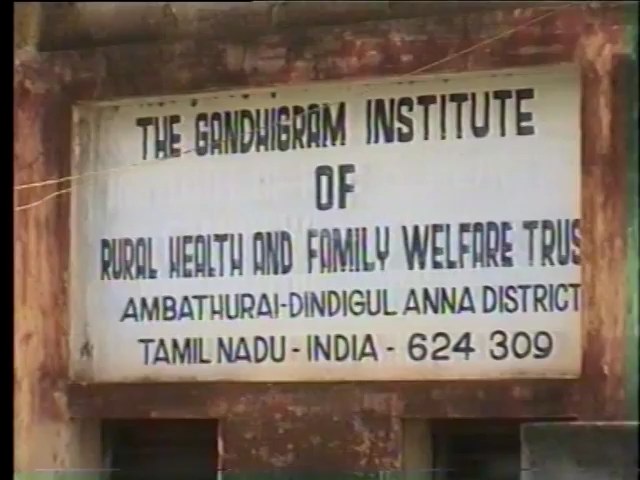 THE GANDHIGRAM INSTITUTE
OF
RURAL HEALTH AND FAMILY WELFARE TRUS
AMBATHURAI-DINDIGUL ANNA DISTRICT
TAMIL NADU - INDIA - 624 309